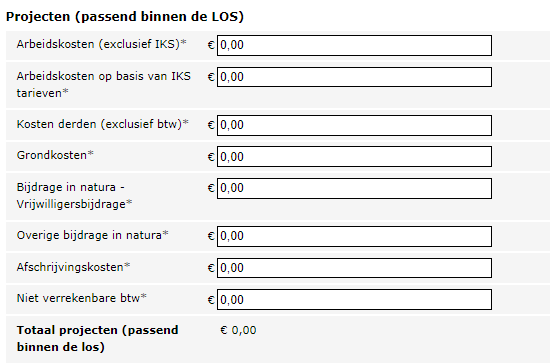 Projecten (passend binnen de LOS)
Arbeidskosten (exclusief IKS)* € 0,00
Arbeidskosten op basis van IKS
tarieven* € 0,00
Kosten derden (exclusief btw)* € 0,00
Grondkosten* € 0,00
Bijdrage in natura -
Vrijwilligersbijdrage* € 0,00
Overige bijdrage in natura* € 0,00
Afschrijvingskosten* € 0,00
Niet verrekenbare btw* € 0,00
Totaal projecten (passend € 0,00
binnen de los)